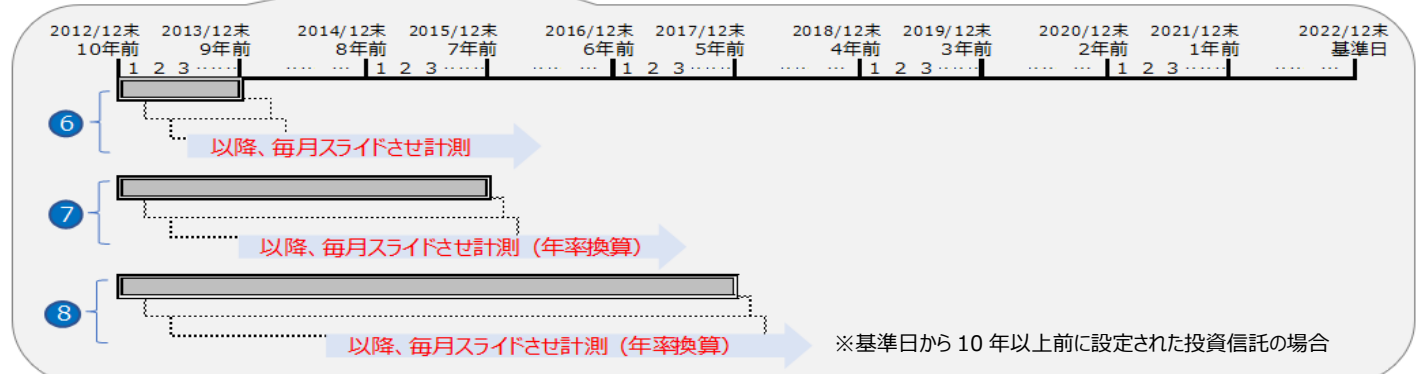 2012/12末 2013/12末 2014/12末 2015/12末 2016/12末 2017/12末 2018/12末 2019/12末 2020/12末 2021/12末 2022/12末
10年前 9年前 8年前 7年前 6年前 5年前 4年前 3年前 2年前 1年前 基準日
1 2 3 …… ‥‥ … 1 2 3 …… ‥‥ … 1 2 3 …… ‥‥ … 1 2 3 …… ‥‥ … 1 2 3 …… ‥‥ …
6
以降、毎月スライドさせ計測
7
以降、毎月スライドさせ計測（年率換算）
8
以降、毎月スライドさせ計測（年率換算）
※基準日から 10 年以上前に設定された投資信託の場合